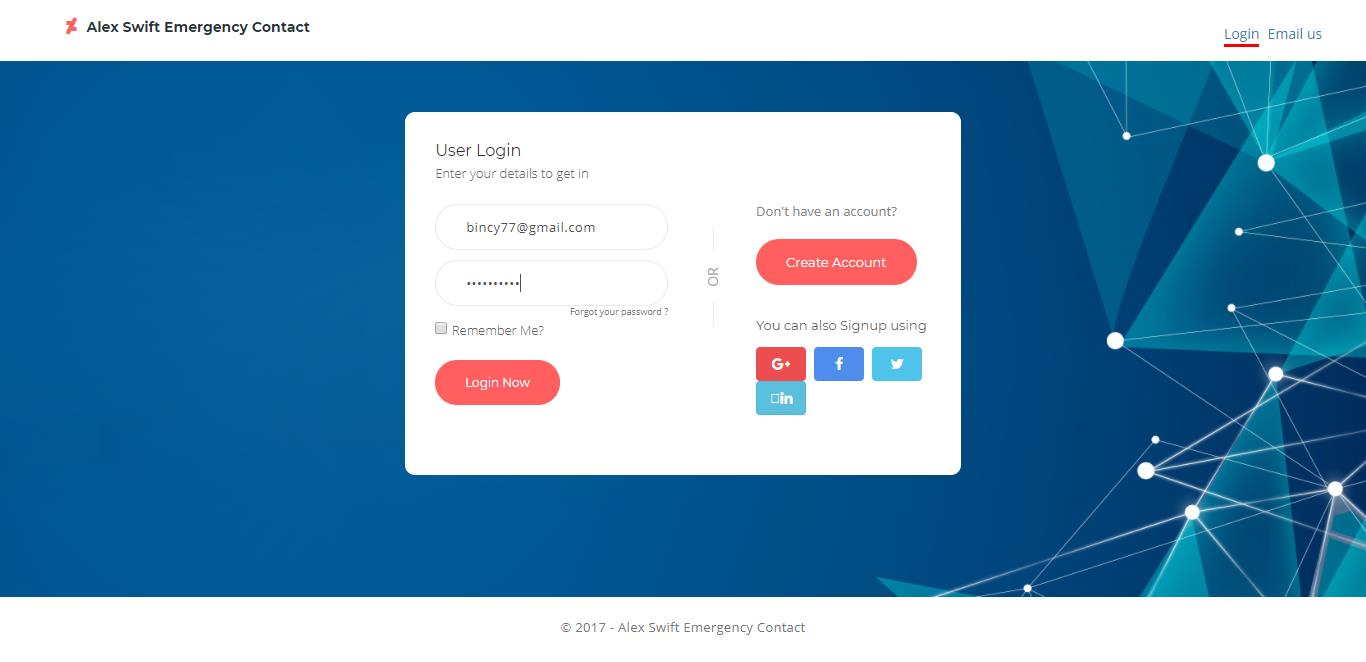 Alex Swift Emergency Contact
Login Email us
User Login
Enter your details to get in
bincy77@gmail.com
••••••••••
Forgot your password ?
Remember Me?
Login Now
OR
Don't have an account?
Create Account
You can also Signup using
G+
f
in
© 2017 - Alex Swift Emergency Contact